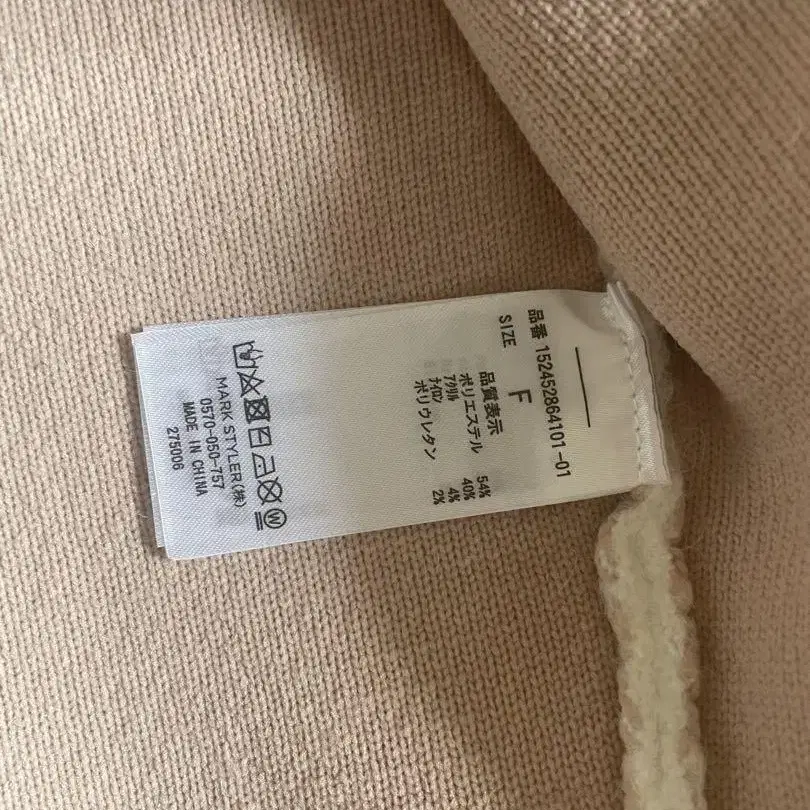 品番 152452864101-01
SIZE F
品質表示
ポリエステル 54%
アクリル 40%
ナイロン 4%
ポリウレタン 2%
W
MARK STYLER(株)
0570-050-757
MADE IN CHINA
275006